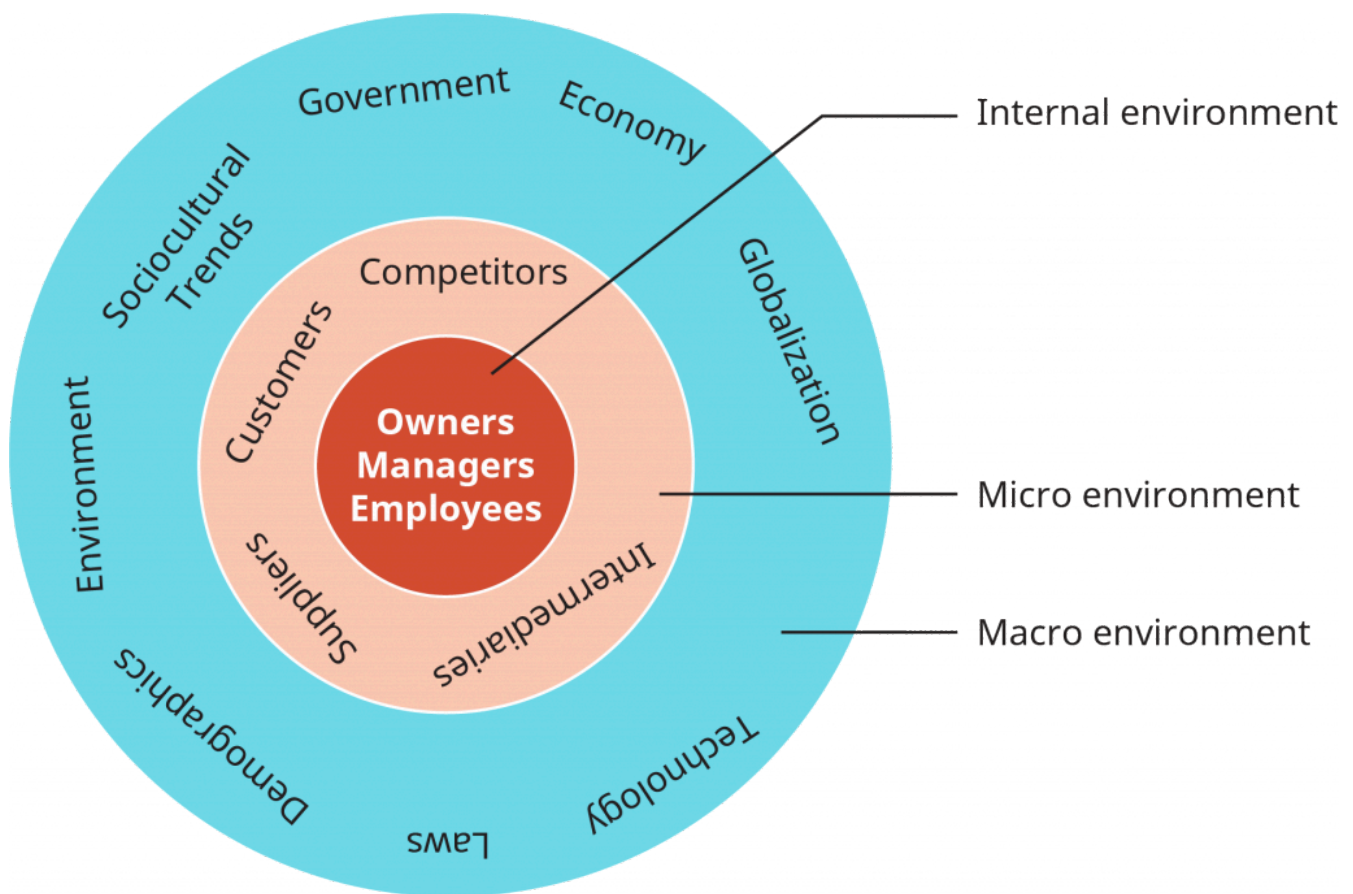 Government
Economy
Internal environment
Sociocultural
Trends
Globalization
Competitors
Customers
Owners
Managers
Employees
Environment
Micro environment
Suppliers
Intermediaries
Macro environment
Demographics
Technology
Laws